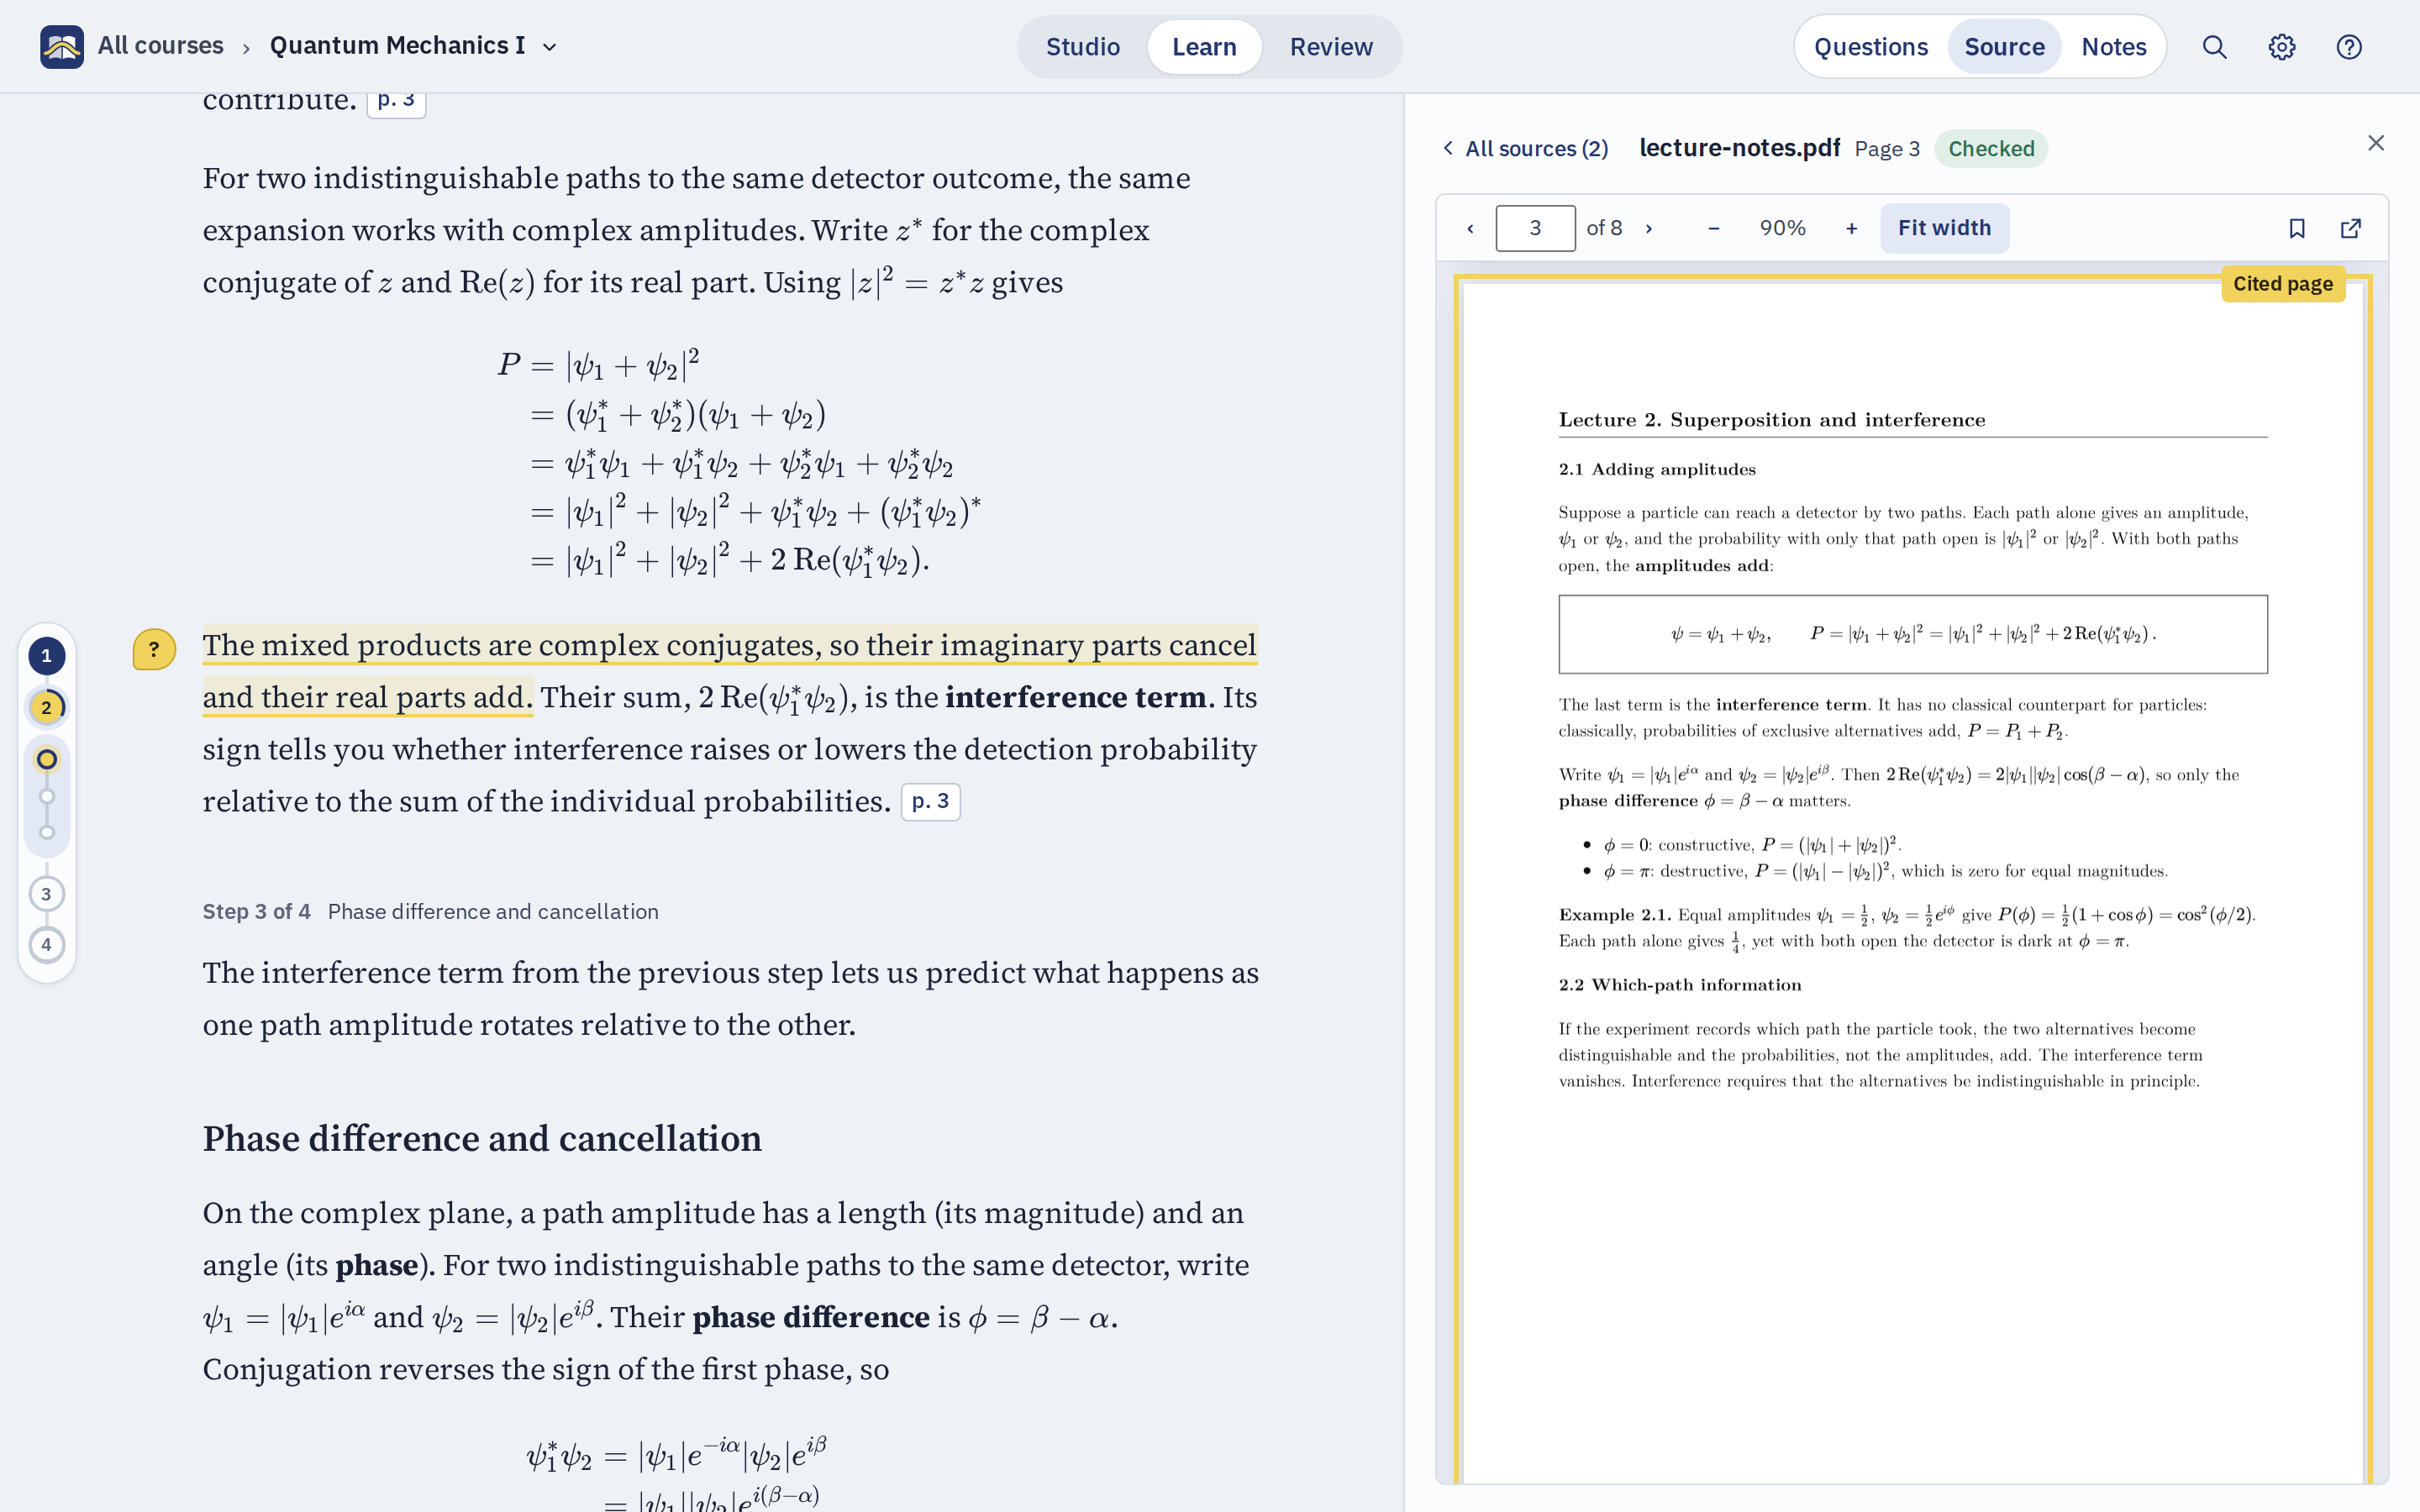 All courses › Quantum Mechanics I
Studio Learn Review
Questions Source Notes
contribute. p. 3
For two indistinguishable paths to the same detector outcome, the same
expansion works with complex amplitudes. Write z* for the complex
conjugate of z and Re(z) for its real part. Using |z|² = z*z gives
P = |ψ₁ + ψ₂|²
= (ψ₁* + ψ₂*)(ψ₁ + ψ₂)
= ψ₁*ψ₁ + ψ₁*ψ₂ + ψ₂*ψ₁ + ψ₂*ψ₂
= |ψ₁|² + |ψ₂|² + ψ₁*ψ₂ + (ψ₁*ψ₂)*
= |ψ₁|² + |ψ₂|² + 2 Re(ψ₁*ψ₂).
?
The mixed products are complex conjugates, so their imaginary parts cancel
and their real parts add. Their sum, 2 Re(ψ₁*ψ₂), is the interference term. Its
sign tells you whether interference raises or lowers the detection probability
relative to the sum of the individual probabilities. p. 3
1
2
3
4
Step 3 of 4 Phase difference and cancellation
The interference term from the previous step lets us predict what happens as
one path amplitude rotates relative to the other.
Phase difference and cancellation
On the complex plane, a path amplitude has a length (its magnitude) and an
angle (its phase). For two indistinguishable paths to the same detector, write
ψ₁ = |ψ₁|e^{iα} and ψ₂ = |ψ₂|e^{iβ}. Their phase difference is ϕ = β − α.
Conjugation reverses the sign of the first phase, so
ψ₁*ψ₂ = |ψ₁|e^{−iα}|ψ₂|e^{iβ}
= |ψ₁||ψ₂|e^{i(β−α)}
‹ All sources (2) lecture-notes.pdf Page 3 Checked
‹ 3 of 8 › − 90% + Fit width
Cited page
Lecture 2. Superposition and interference
2.1 Adding amplitudes
Suppose a particle can reach a detector by two paths. Each path alone gives an amplitude,
ψ₁ or ψ₂, and the probability with only that path open is |ψ₁|² or |ψ₂|². With both paths
open, the amplitudes add:
ψ = ψ₁ + ψ₂, P = |ψ₁ + ψ₂|² = |ψ₁|² + |ψ₂|² + 2 Re(ψ₁*ψ₂).
The last term is the interference term. It has no classical counterpart for particles:
classically, probabilities of exclusive alternatives add, P = P₁ + P₂.
Write ψ₁ = |ψ₁|e^{iα} and ψ₂ = |ψ₂|e^{iβ}. Then 2 Re(ψ₁*ψ₂) = 2|ψ₁||ψ₂| cos(β − α), so only the
phase difference ϕ = β − α matters.
• ϕ = 0: constructive, P = (|ψ₁| + |ψ₂|)².
• ϕ = π: destructive, P = (|ψ₁| − |ψ₂|)², which is zero for equal magnitudes.
Example 2.1. Equal amplitudes ψ₁ = ½, ψ₂ = ½e^{iϕ} give P(ϕ) = ½(1 + cos ϕ) = cos²(ϕ/2).
Each path alone gives ¼, yet with both open the detector is dark at ϕ = π.
2.2 Which-path information
If the experiment records which path the particle took, the two alternatives become
distinguishable and the probabilities, not the amplitudes, add. The interference term
vanishes. Interference requires that the alternatives be indistinguishable in principle.